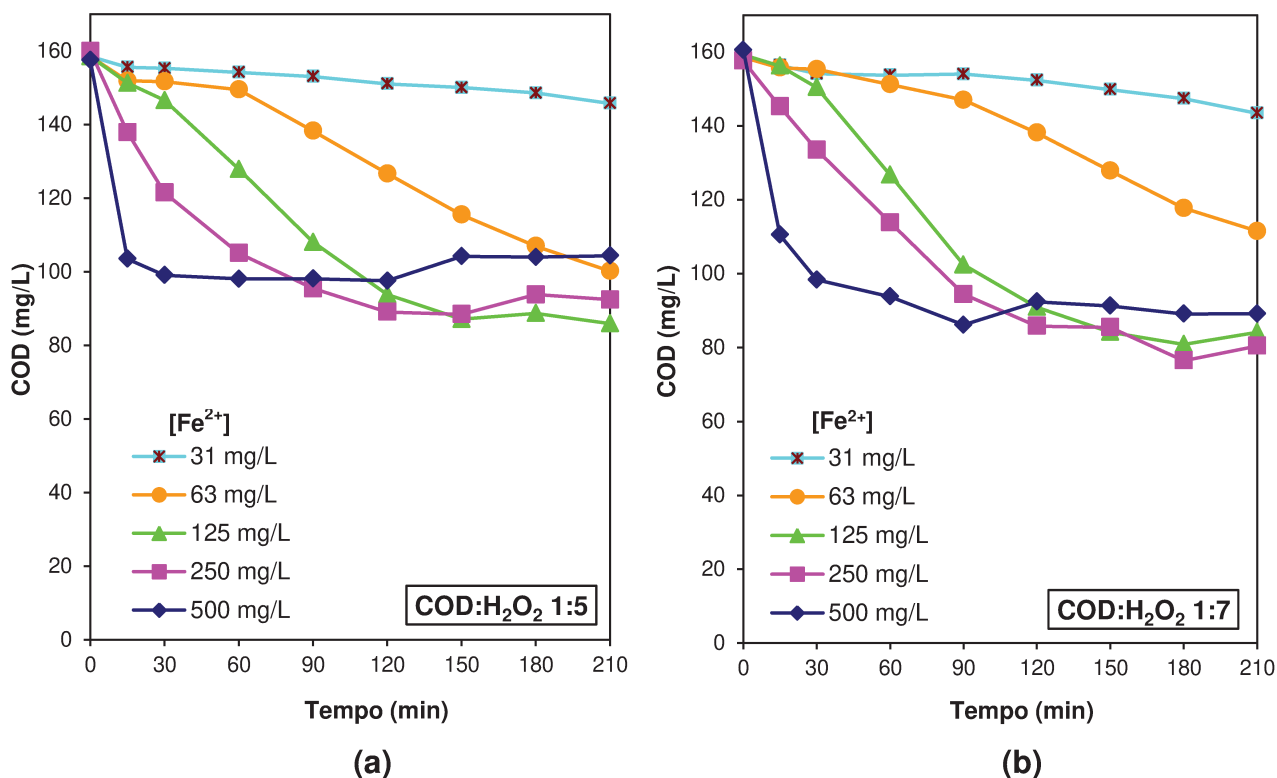 160
140
120
100
80
60
40
20
0
COD (mg/L)
[Fe²⁺]
31 mg/L
63 mg/L
125 mg/L
250 mg/L
500 mg/L
COD:H₂O₂ 1:5
0 30 60 90 120 150 180 210
Tempo (min)
(a)
160
140
120
100
80
60
40
20
0
COD (mg/L)
[Fe²⁺]
31 mg/L
63 mg/L
125 mg/L
250 mg/L
500 mg/L
COD:H₂O₂ 1:7
0 30 60 90 120 150 180 210
Tempo (min)
(b)